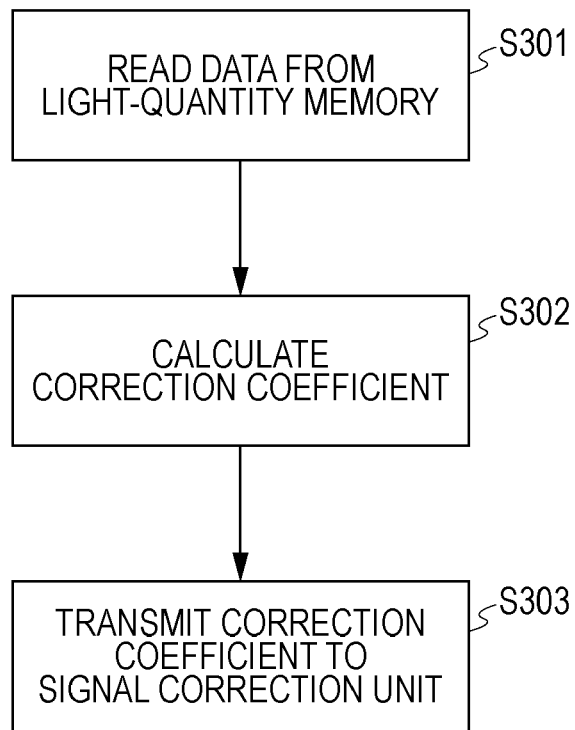 READ DATA FROM
LIGHT-QUANTITY MEMORY
S301
CALCULATE
CORRECTION COEFFICIENT
S302
TRANSMIT CORRECTION
COEFFICIENT TO
SIGNAL CORRECTION UNIT
S303